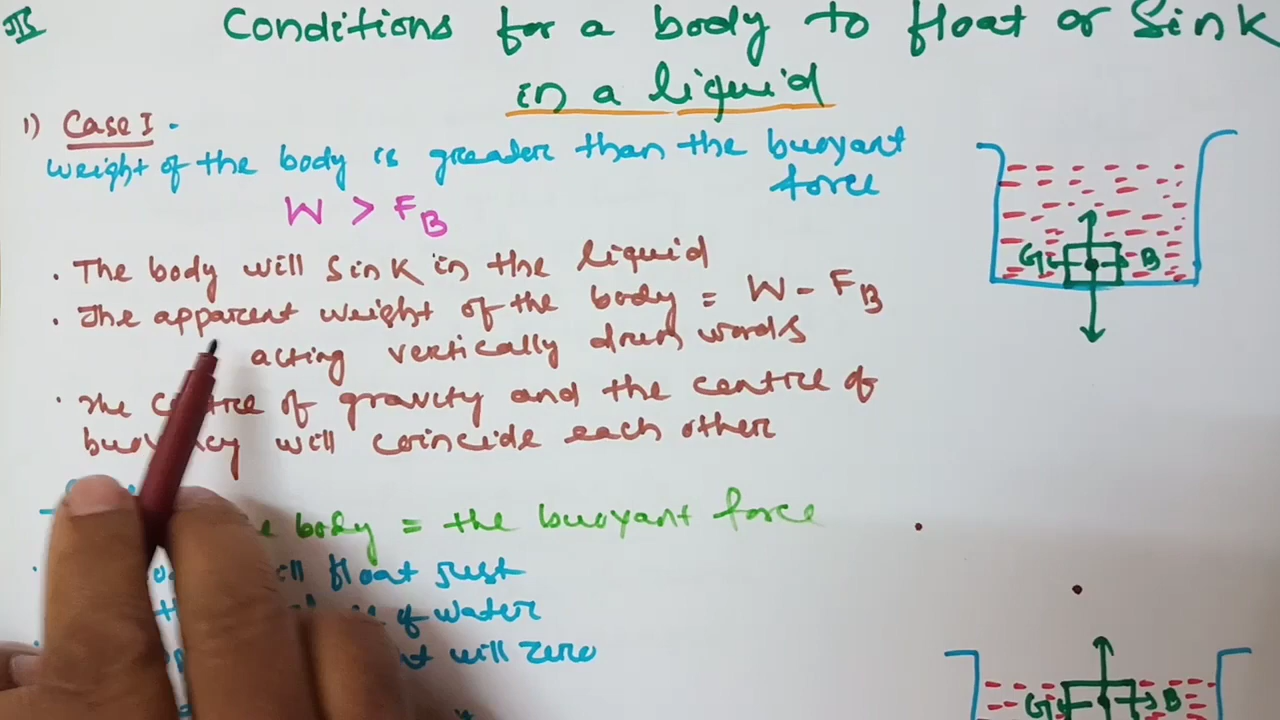 III Conditions for a body to float or Sink
in a liquid
1) Case I -
weight of the body is greater than the buoyant
force
W > FB
. The body will Sink in the liquid
. The apparent weight of the body = W - FB
acting vertically down words
. The centre of gravity and the centre of
buoyancy will coincide each other
G B
body = the buoyant force
float just
of water
will zero
G B